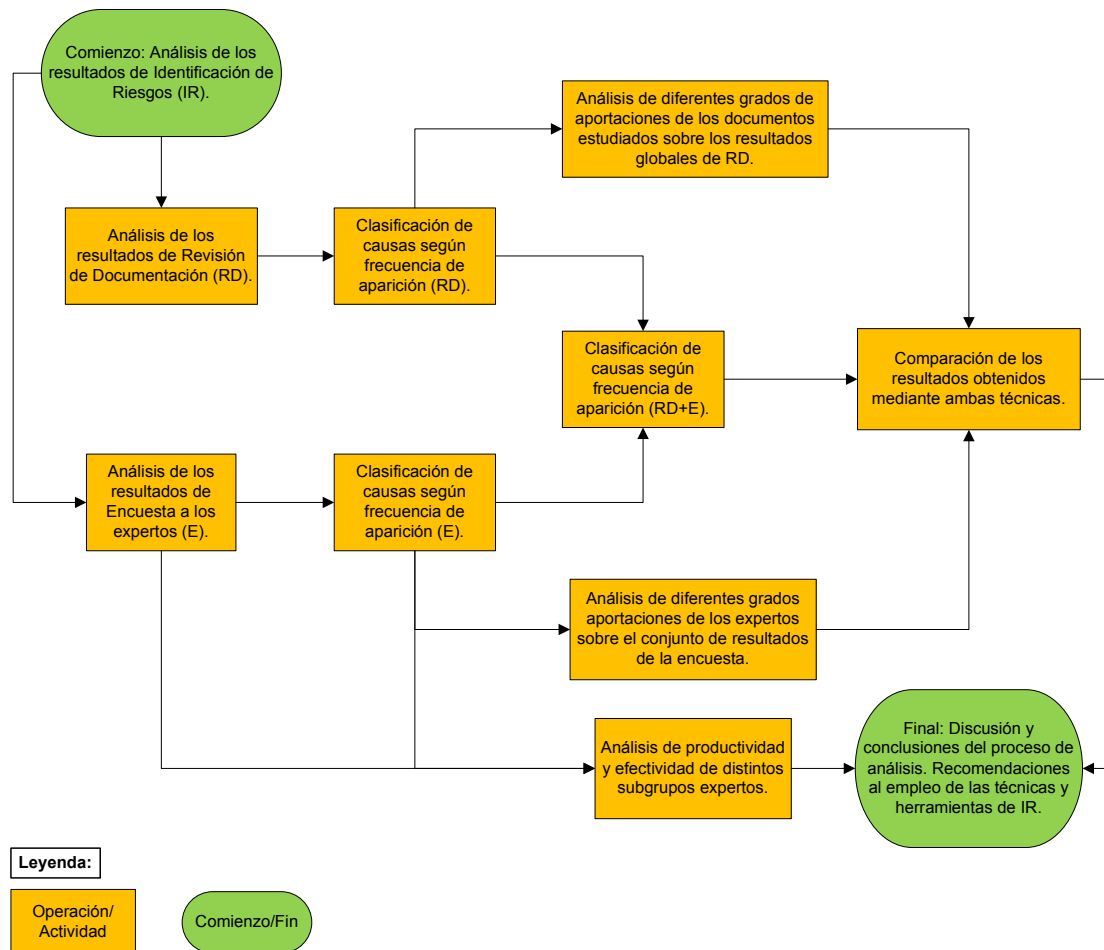 Comienzo: Análisis de los
resultados de Identificación de
Riesgos (IR).
Análisis de diferentes grados de
aportaciones de los documentos
estudiados sobre los resultados
globales de RD.
Análisis de los
resultados de Revisión
de Documentación (RD).
Clasificación de
causas según
frecuencia de
aparición (RD).
Clasificación de
causas según
frecuencia de
aparición (RD+E).
Comparación de los
resultados obtenidos
mediante ambas técnicas.
Análisis de los
resultados de
Encuesta a los
expertos (E).
Clasificación de
causas según
frecuencia de
aparición (E).
Análisis de diferentes grados
aportaciones de los expertos
sobre el conjunto de resultados
de la encuesta.
Análisis de productividad
y efectividad de distintos
subgrupos expertos.
Final: Discusión y
conclusiones del proceso de
análisis. Recomendaciones
al empleo de las técnicas y
herramientas de IR.
Leyenda:
Operación/
Actividad
Comienzo/Fin